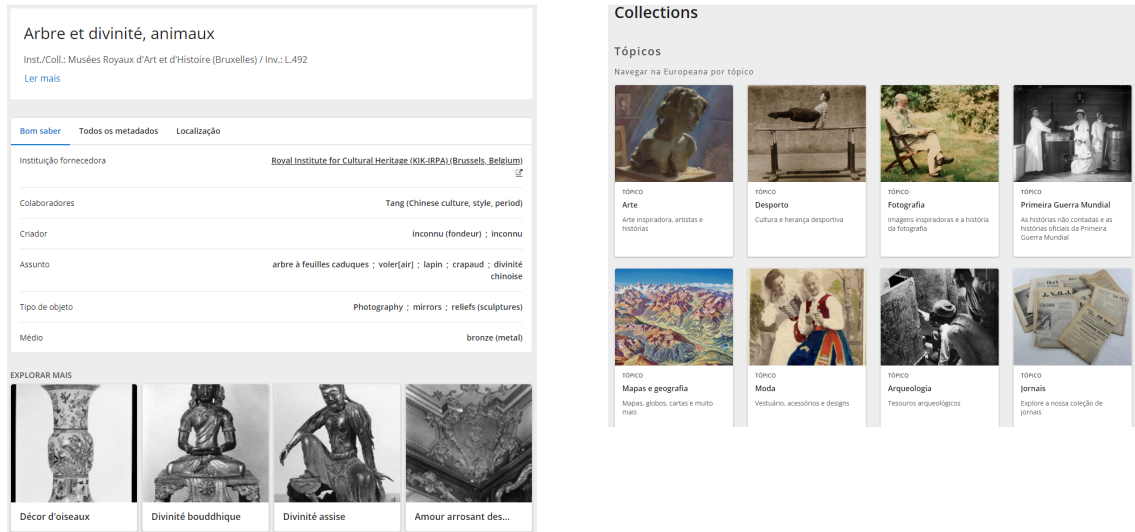 Arbre et divinité, animaux
Inst./Coll.: Musées Royaux d'Art et d'Histoire (Bruxelles) / Inv.: L.492
Ler mais
Bom saber Todos os metadados Localização
Instituição fornecedora Royal Institute for Cultural Heritage (KIK-IRPA) (Brussels, Belgium)
Colaboradores Tang (Chinese culture, style, period)
Criador inconnu (fondeur) ; inconnu
Assunto arbre à feuilles caduques ; voler[air] ; lapin ; crapaud ; divinité
chinoise
Tipo de objeto Photography ; mirrors ; reliefs (sculptures)
Médio bronze (metal)
EXPLORAR MAIS
Décor d'oiseaux
Divinité bouddhique
Divinité assise
Amour arrosant des...
Collections
Tópicos
Navegar na Europeana por tópico
TÓPICO
Arte
Arte inspiradora, artistas e
histórias
TÓPICO
Desporto
Cultura e herança desportiva
TÓPICO
Fotografia
Imagens inspiradoras e a história
da fotografia
TÓPICO
Primeira Guerra Mundial
As histórias não contadas e as
histórias oficiais da Primeira
Guerra Mundial
TÓPICO
Mapas e geografia
Mapas, globos, cartas e muito
mais
TÓPICO
Moda
Vestuário, acessórios e designs
TÓPICO
Arqueologia
Tesouros arqueológicos
TÓPICO
Jornais
Explore a nossa coleção de
jornais